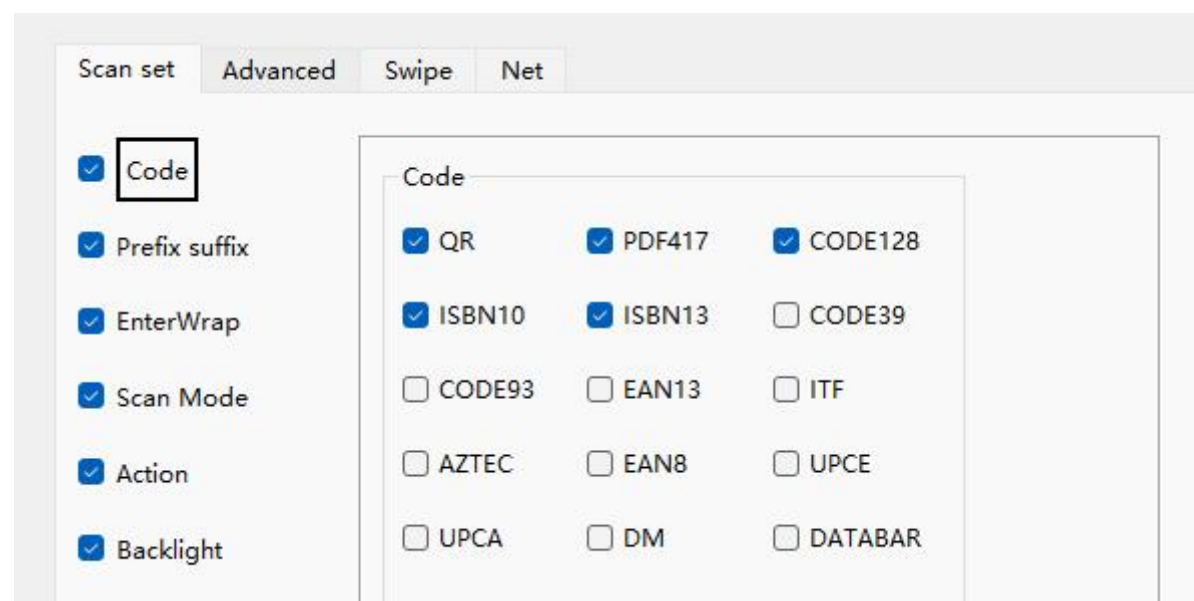 Scan set Advanced Swipe Net
Code
Prefix suffix
EnterWrap
Scan Mode
Action
Backlight
Code
QR PDF417 CODE128
ISBN10 ISBN13 CODE39
CODE93 EAN13 ITF
AZTEC EAN8 UPCE
UPCA DM DATABAR